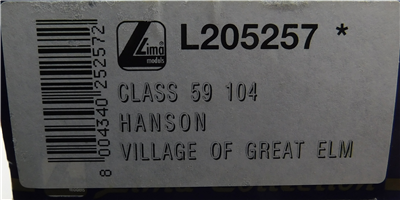 Lima
models
L205257 *
CLASS 59 104
HANSON
VILLAGE OF GREAT ELM
8 004340 252572